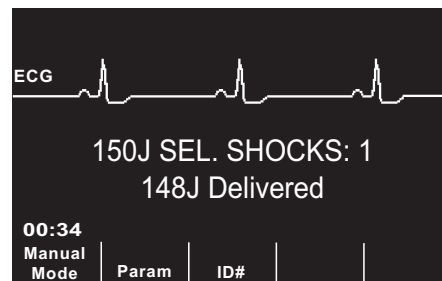 ECG
150J SEL. SHOCKS: 1
148J Delivered
00:34
Manual
Mode Param ID#